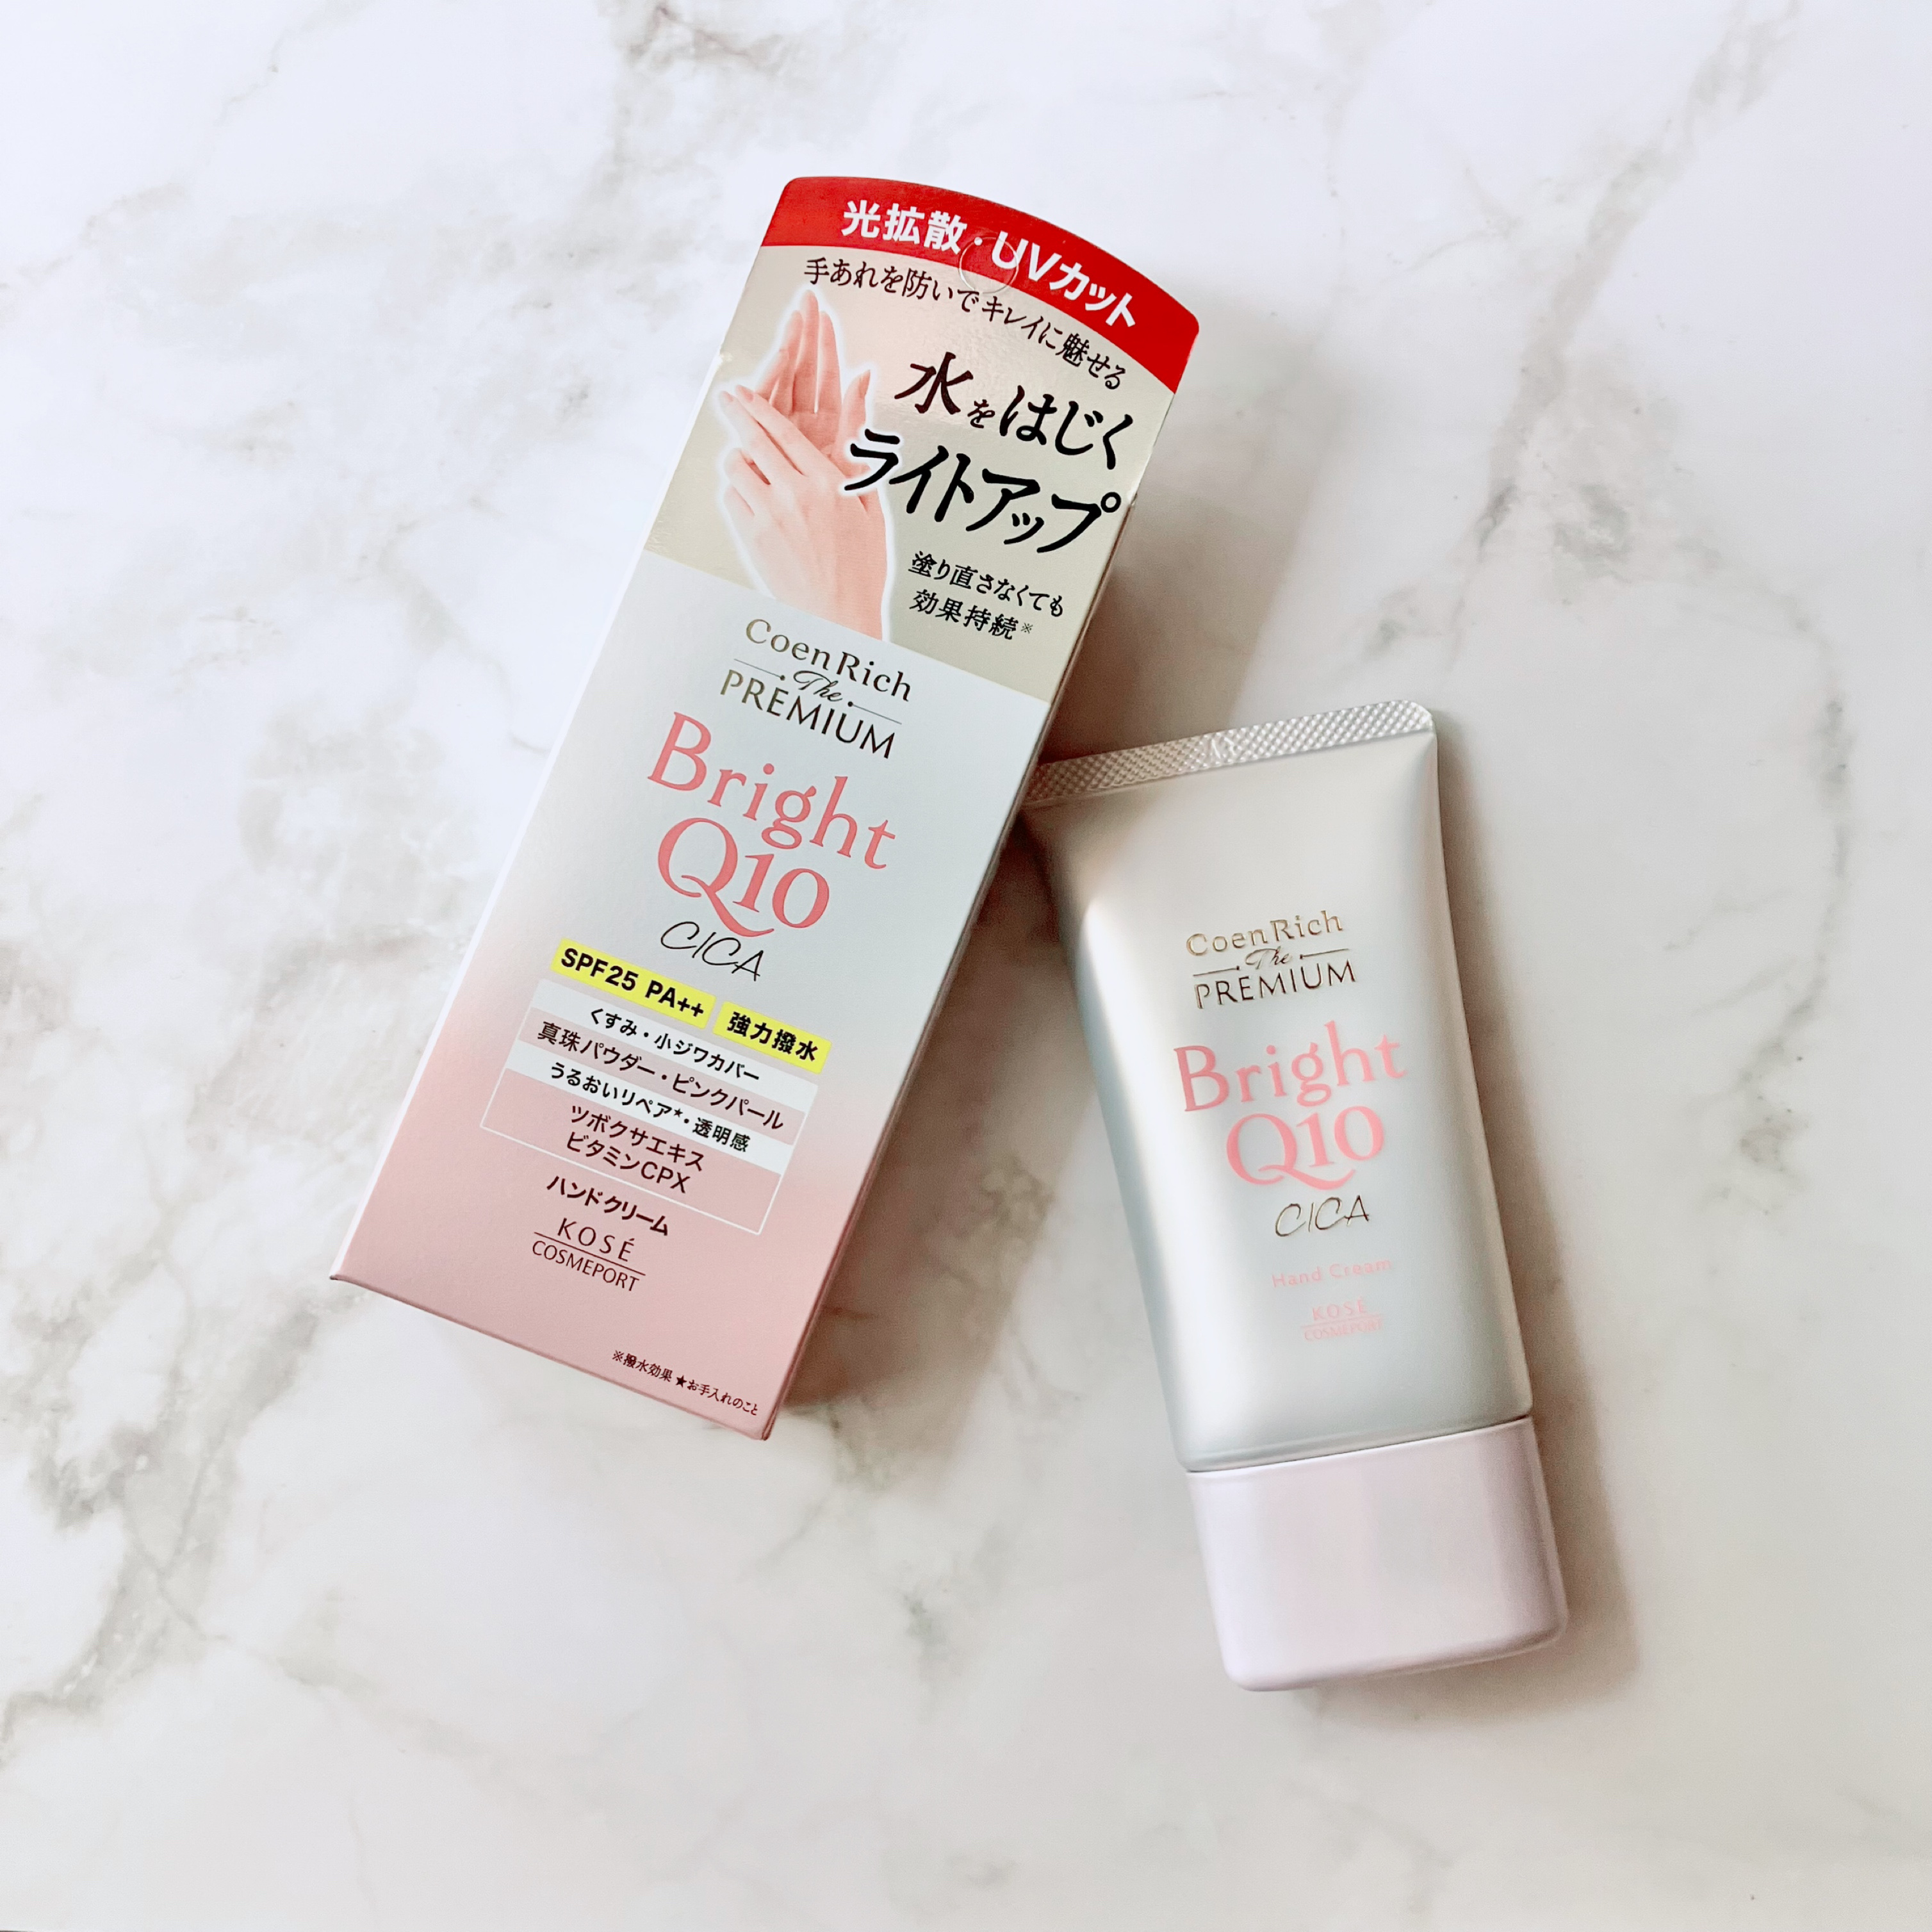 光拡散・UVカット
手あれを防いでキレイに魅せる
水をはじく
ライトアップ
塗り直さなくても
効果持続※
CoenRich
The
PREMIUM
Bright
Q10
CICA
SPF25 PA++ 強力撥水
くすみ・小ジワカバー
真珠パウダー・ピンクパール
うるおいリペア★・透明感
ツボクサエキス
ビタミンCPX
ハンドクリーム
KOSÉ
COSMEPORT
※撥水効果 ★お手入れのこと
CoenRich
The
PREMIUM
Bright
Q10
CICA
Hand Cream
KOSÉ
COSMEPORT